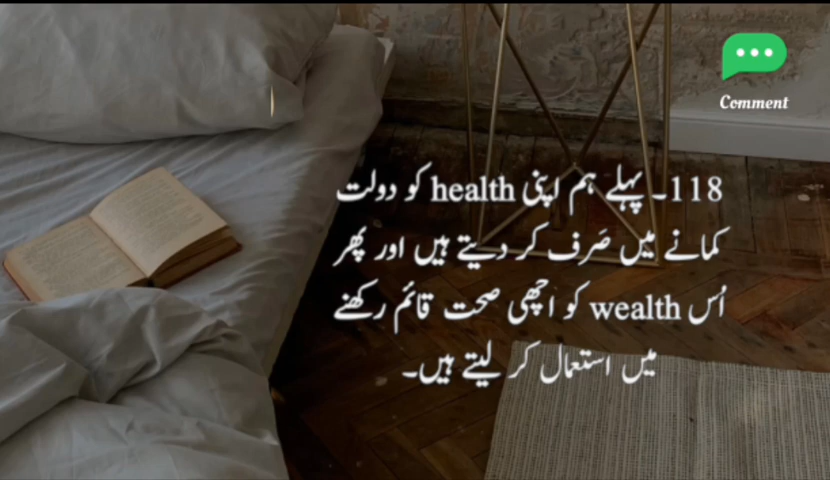 Comment
118۔ پہلے ہم اپنی health کو دولت
کمانے میں صَرف کر دیتے ہیں اور پھر
اُس wealth کو اچھی صحت قائم رکھنے
میں استعمال کر لیتے ہیں۔